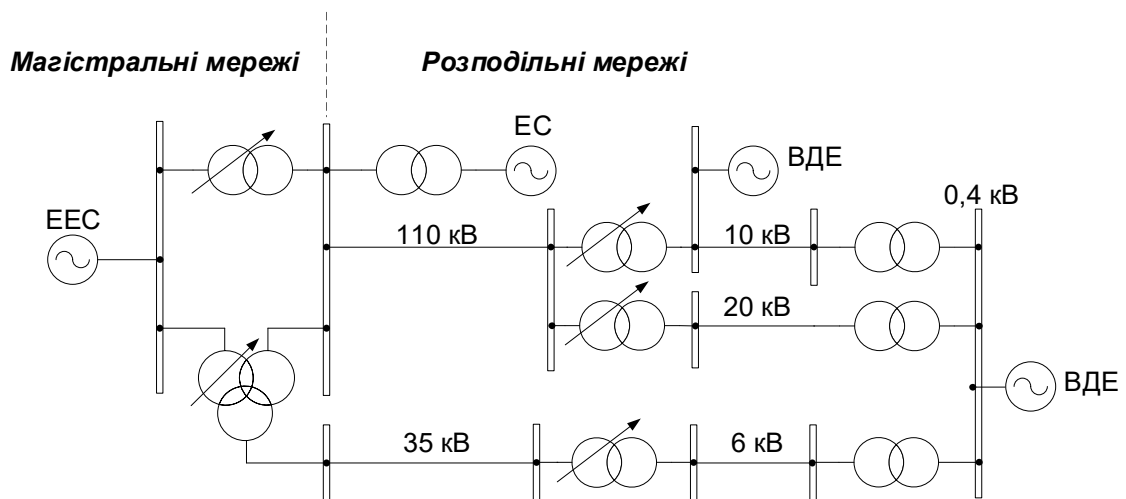 Магістральні мережі
Розподільні мережі
ЕС
ВДЕ
0,4 кВ
ЕЕС
110 кВ
10 кВ
20 кВ
ВДЕ
35 кВ
6 кВ